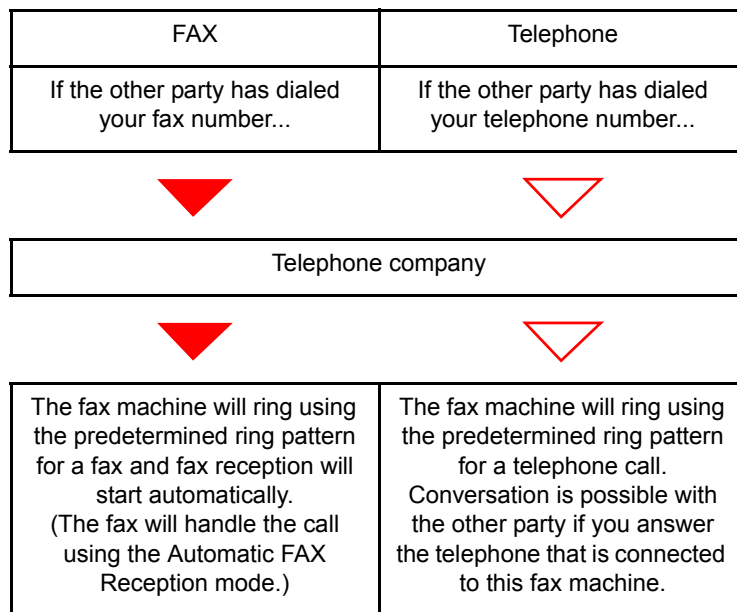 FAX
Telephone
If the other party has dialed
your fax number...
If the other party has dialed
your telephone number...
Telephone company
The fax machine will ring using
the predetermined ring pattern
for a fax and fax reception will
start automatically.
(The fax will handle the call
using the Automatic FAX
Reception mode.)
The fax machine will ring using
the predetermined ring pattern
for a telephone call.
Conversation is possible with
the other party if you answer
the telephone that is connected
to this fax machine.